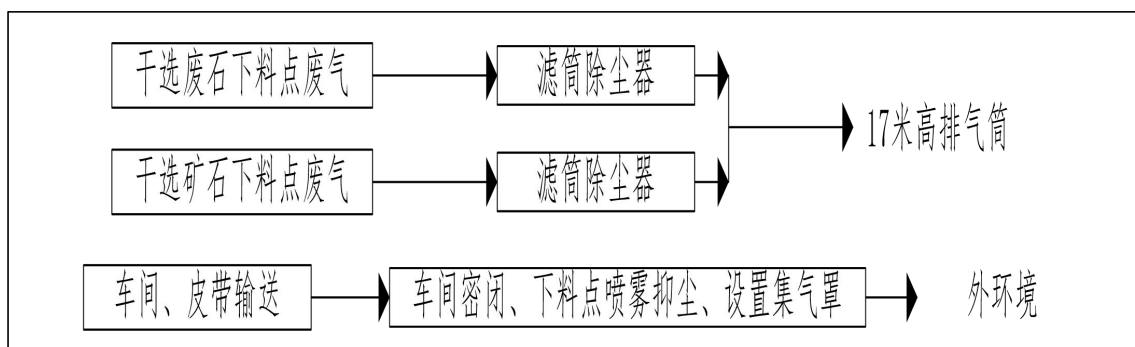 干选废石下料点废气
滤筒除尘器
17米高排气筒
干选矿石下料点废气
滤筒除尘器
车间、皮带输送
车间密闭、下料点喷雾抑尘、设置集气罩
外环境